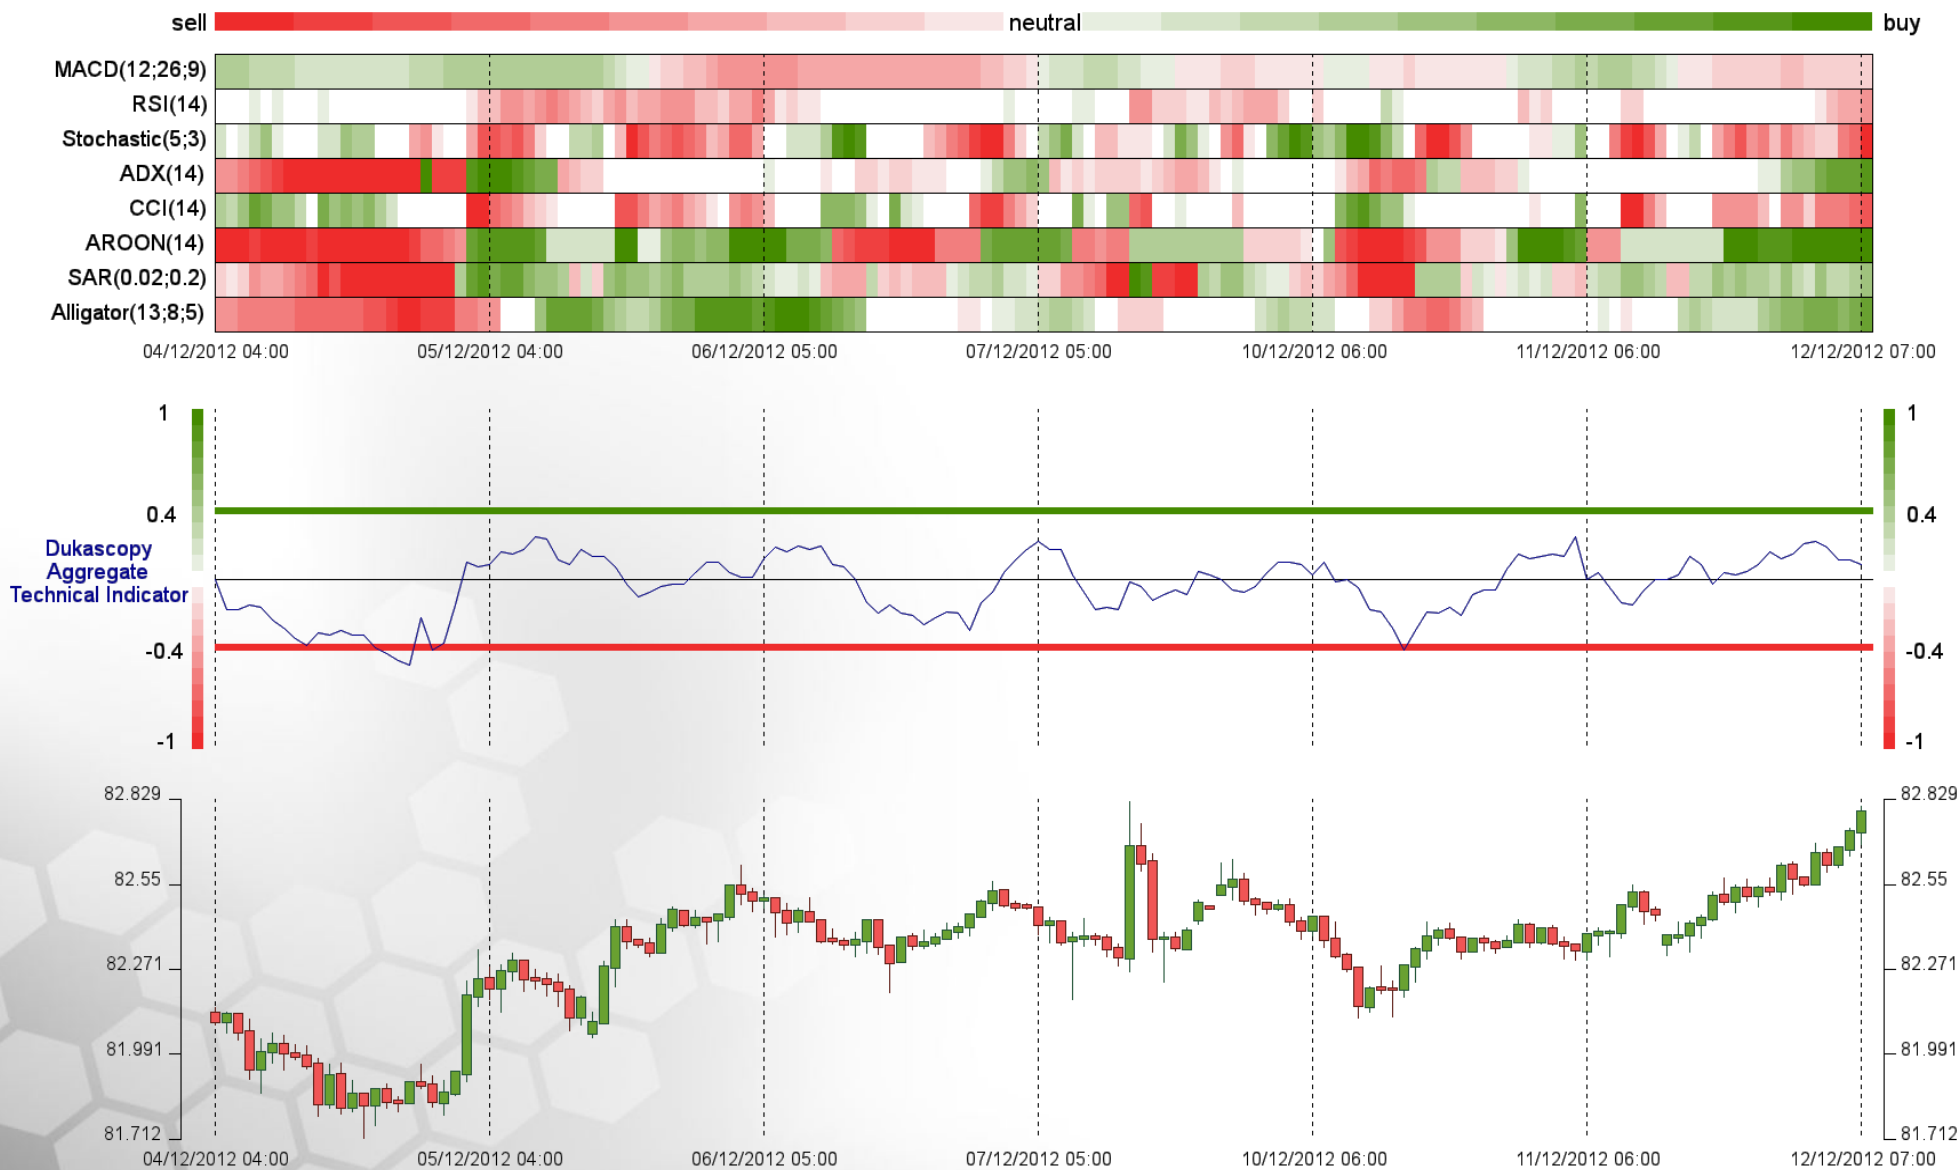 sell neutral buy
MACD(12;26;9)
RSI(14)
Stochastic(5;3)
ADX(14)
CCI(14)
AROON(14)
SAR(0.02;0.2)
Alligator(13;8;5)
04/12/2012 04:00 05/12/2012 04:00 06/12/2012 05:00 07/12/2012 05:00 10/12/2012 06:00 11/12/2012 06:00 12/12/2012 07:00
1 1
0.4 0.4
Dukascopy
Aggregate
Technical Indicator
-0.4 -0.4
-1 -1
82.829 82.829
82.55 82.55
82.271 82.271
81.991 81.991
81.712 81.712
04/12/2012 04:00 05/12/2012 04:00 06/12/2012 05:00 07/12/2012 05:00 10/12/2012 06:00 11/12/2012 06:00 12/12/2012 07:00